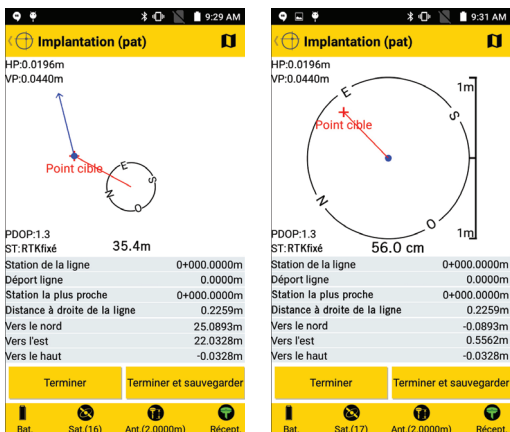 9:29 AM
Implantation (pat)
HP:0.0196m
VP:0.0440m
Point cible
E
S
N
O
PDOP:1.3
ST:RTKfixé
35.4m
Station de la ligne 0+000.0000m
Déport ligne 0.0000m
Station la plus proche 0+000.0000m
Distance à droite de la ligne 0.2259m
Vers le nord 25.0893m
Vers l'est 22.0328m
Vers le haut -0.0328m
Terminer Terminer et sauvegarder
Bat. Sat.(16) Ant.(2.0000m) Récept.
9:31 AM
Implantation (pat)
HP:0.0196m
VP:0.0440m
1m
E
S
Point cible
N
O
PDOP:1.3
1m
ST:RTKfixé
56.0 cm
Station de la ligne 0+000.0000m
Déport ligne 0.0000m
Station la plus proche 0+000.0000m
Distance à droite de la ligne 0.2259m
Vers le nord -0.0893m
Vers l'est 0.5562m
Vers le haut -0.0328m
Terminer Terminer et sauvegarder
Bat. Sat.(17) Ant.(2.0000m) Récept.